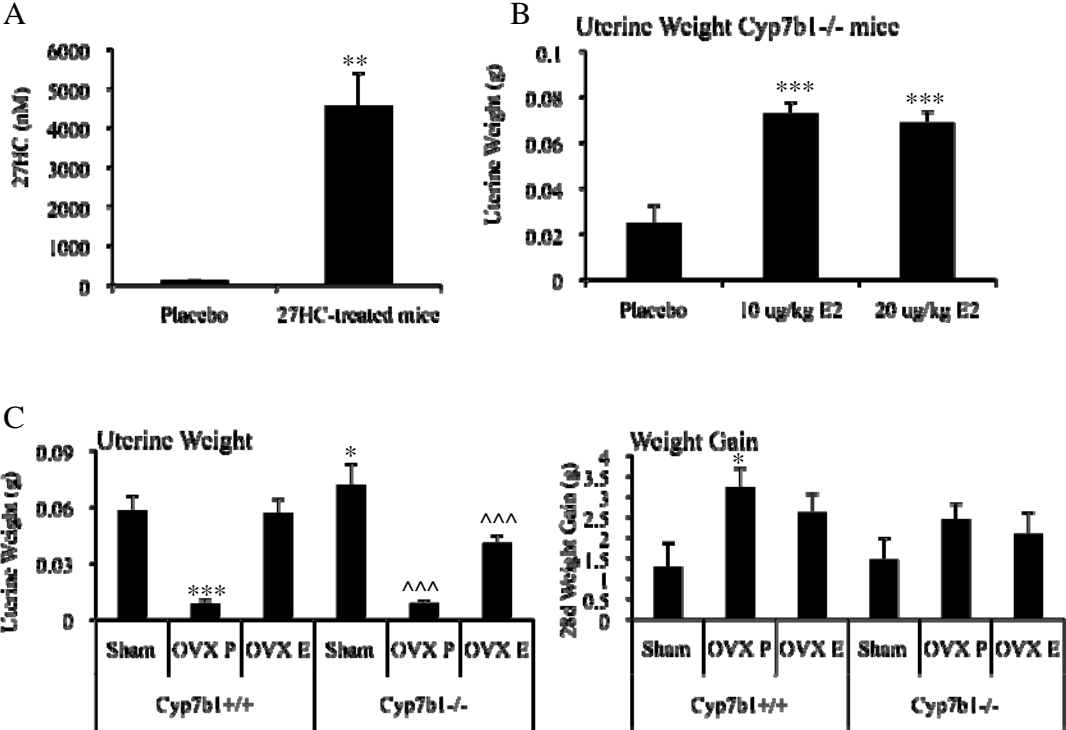 A
6000
5000
4000
3000
2000
1000
0
27HC (nM)
**
Placebo
27HC-treated mice
B
Uterine Weight Cyp7b1-/- mice
0.1
0.08
0.06
0.04
0.02
0
Uterine Weight (g)
***
***
Placebo
10 ug/kg E2
20 ug/kg E2
C
Uterine Weight
0.09
0.06
0.03
0
Uterine Weight (g)
***
*
^^^
^^^
Sham
OVX P
OVX E
Sham
OVX P
OVX E
Cyp7b1+/+
Cyp7b1-/-
Weight Gain
4
3.5
3
2.5
2
1.5
1
0.5
0
28d Weight Gain (g)
*
Sham
OVX P
OVX E
Sham
OVX P
OVX E
Cyp7b1+/+
Cyp7b1-/-